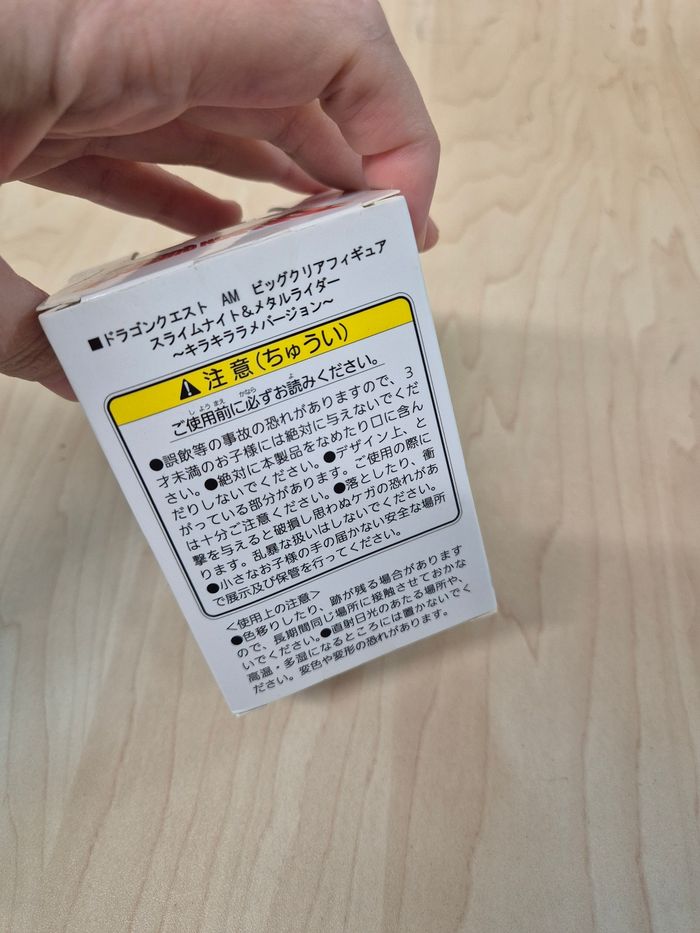 ■ドラゴンクエスト AM ビッグクリアフィギュア
スライムナイト&メタルライダー
～キラキララメバージョン～
注意(ちゅうい)
しようまえ かなら よ
ご使用前に必ずお読みください。
●誤飲等の事故の恐れがありますので、3
才未満のお子様には絶対に与えないでくだ
さい。●絶対に本製品をなめたり口に含ん
だりしないでください。●デザイン上、と
がっている部分があります。ご使用の際に
は十分ご注意ください。●落としたり、衝
撃を与えると破損し思わぬケガの恐れがあ
ります。乱暴な扱いはしないでください。
●小さなお子様の手の届かない安全な場所
で展示及び保管を行ってください。
<使用上の注意>
●色移りしたり、跡が残る場合があります
ので、長期間同じ場所に接触させておかな
いでください。●直射日光のあたる場所や、
高温・多湿になるところには置かないでく
ださい。変色や変形の恐れがあります。